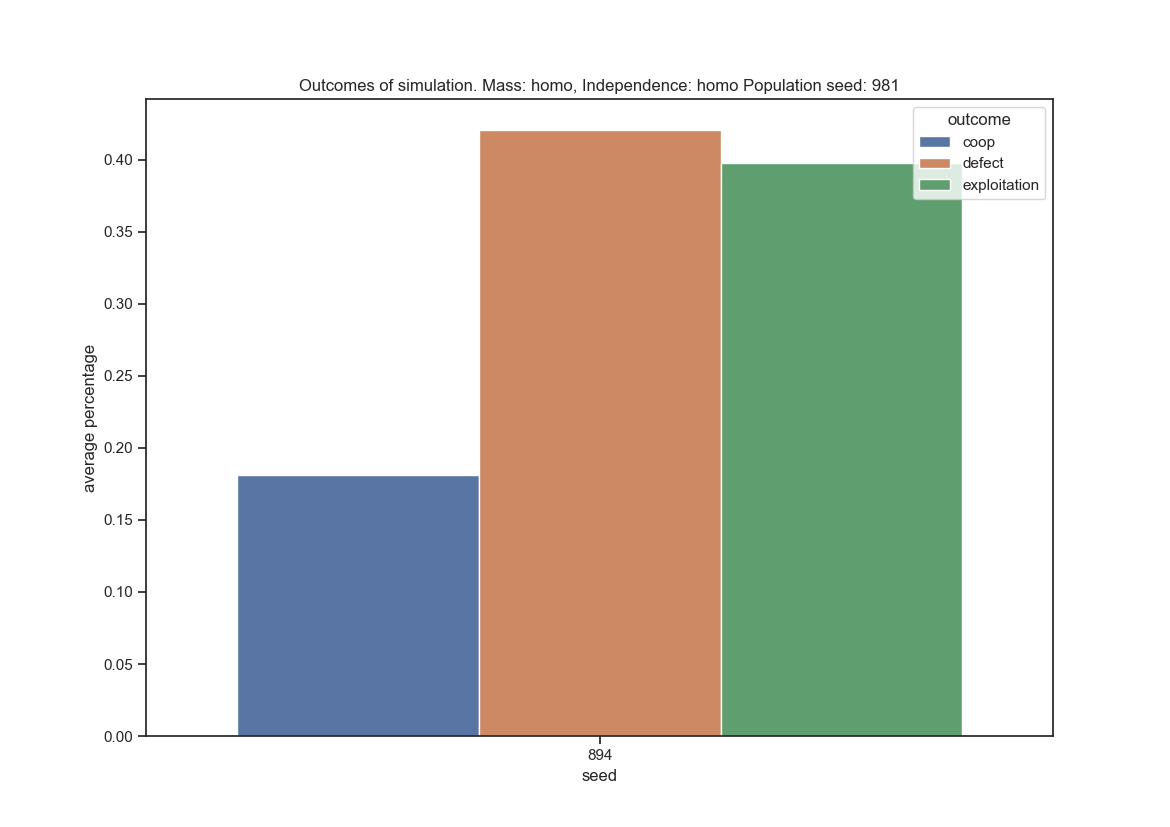 Outcomes of simulation. Mass: homo, Independence: homo Population seed: 981
outcome
coop
defect
exploitation
0.40
0.35
0.30
0.25
0.20
0.15
0.10
0.05
0.00
average percentage
894
seed